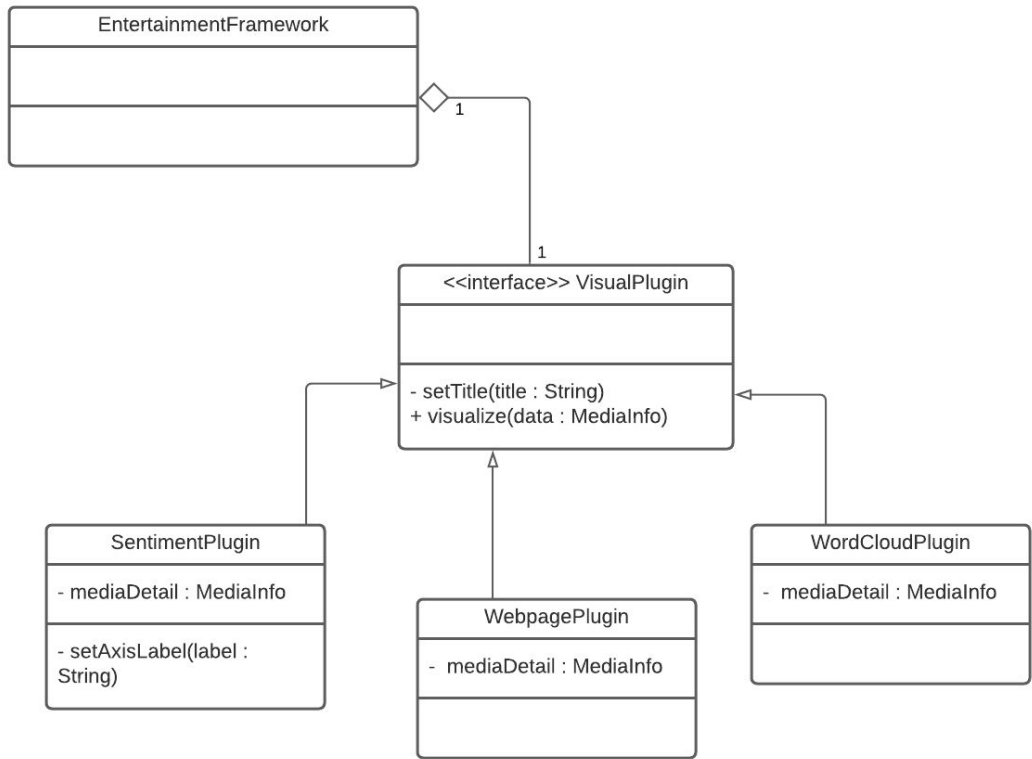 EntertainmentFramework
1
1
<<interface>> VisualPlugin
- setTitle(title : String)
+ visualize(data : MediaInfo)
SentimentPlugin
- mediaDetail : MediaInfo
- setAxisLabel(label :
String)
WebpagePlugin
- mediaDetail : MediaInfo
WordCloudPlugin
- mediaDetail : MediaInfo